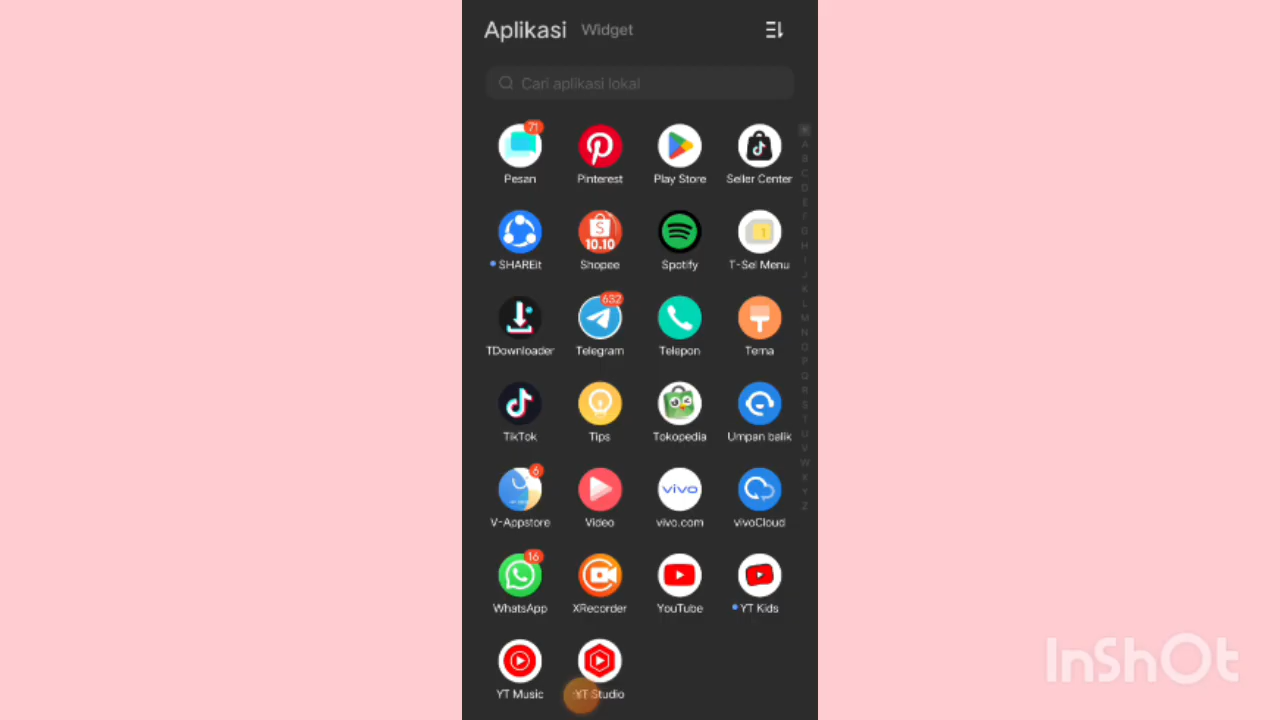 Aplikasi Widget
Cari aplikasi lokal
71
Pesan Pinterest Play Store Seller Center
10.10
SHAREit Shopee Spotify T-Sel Menu
1
632
TDownloader Telegram Telepon Tema
TikTok Tips Tokopedia Umpan balik
6
vivo
V-Appstore Video vivo.com vivoCloud
16
WhatsApp XRecorder YouTube YT Kids
YT Music YT Studio
A
B
C
D
E
F
G
H
I
J
K
L
M
N
O
P
Q
R
S
T
U
V
W
X
Y
Z
InShOt